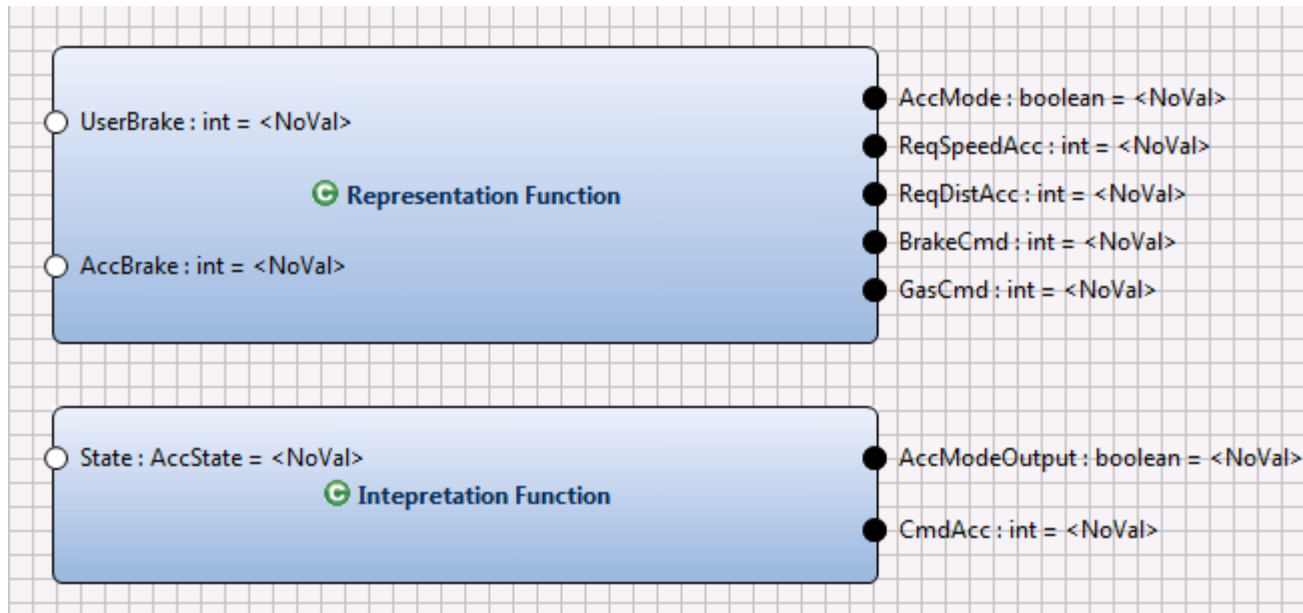 AccMode : boolean = <NoVal>
UserBrake : int = <NoVal>
ReqSpeedAcc : int = <NoVal>
Representation Function
ReqDistAcc : int = <NoVal>
BrakeCmd : int = <NoVal>
AccBrake : int = <NoVal>
GasCmd : int = <NoVal>
State : AccState = <NoVal>
AccModeOutput : boolean = <NoVal>
Intepretation Function
CmdAcc : int = <NoVal>